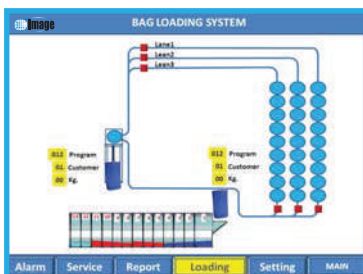 Image
BAG LOADING SYSTEM
Lane1
Lean2
Lean3
012 Program
01 Customer
00 Kg.
012 Program
01 Customer
00 Kg.
Alarm Service Report Loading Setting MAIN